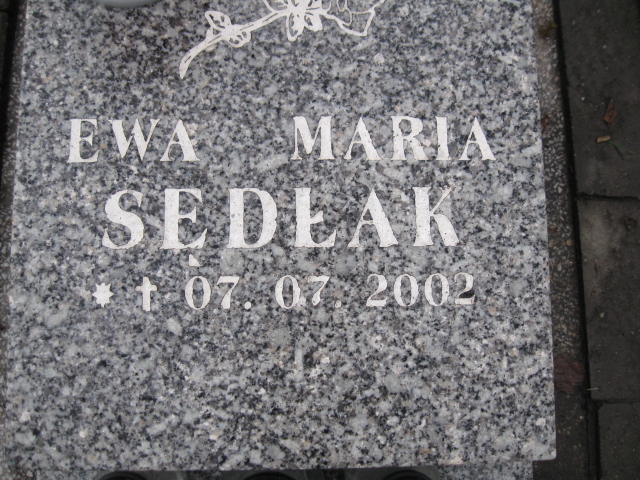 EWA MARIA
SĘDŁAK
* † 07. 07. 2002